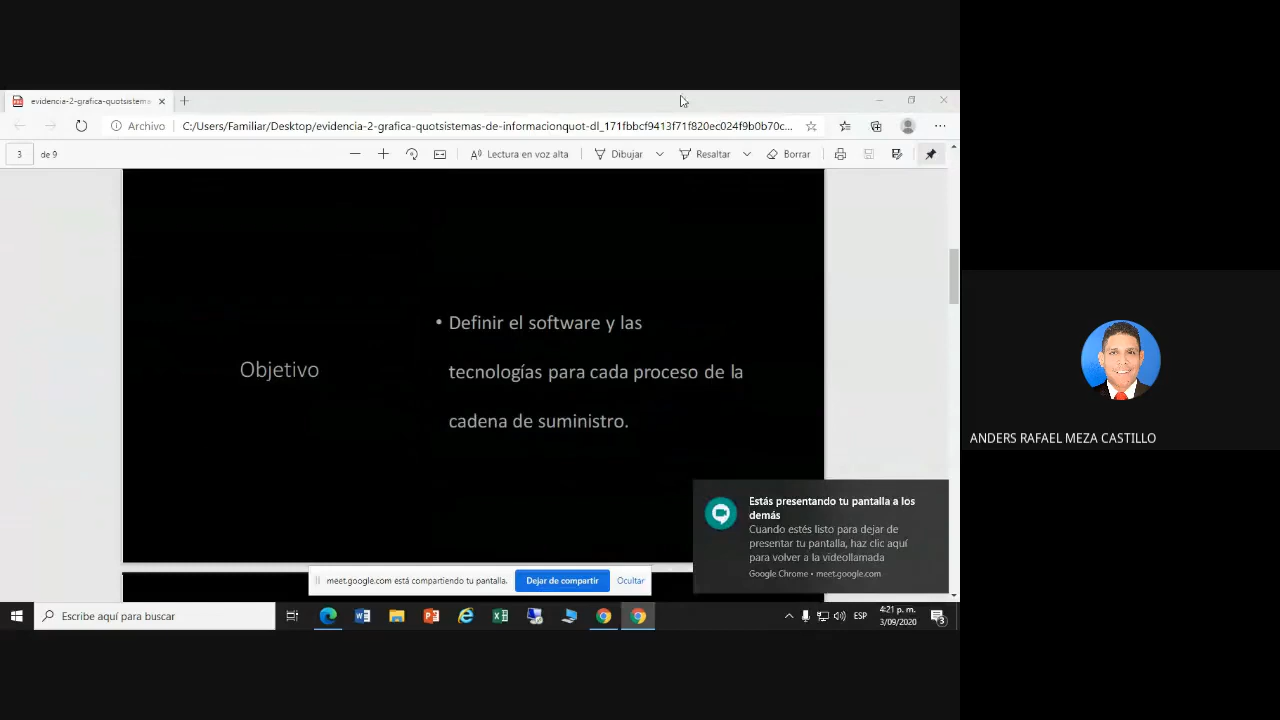 evidencia-2-grafica-quotsistema
Archivo
C:/Users/Familiar/Desktop/evidencia-2-grafica-quotsistemas-de-informacionquot-dl_171fbbcf9413f71f820ec024f9b0b70c...
3 de 9
Lectura en voz alta
Dibujar
Resaltar
Borrar
Objetivo
• Definir el software y las
tecnologías para cada proceso de la
cadena de suministro.
ANDERS RAFAEL MEZA CASTILLO
Estás presentando tu pantalla a los
demás
Cuando estés listo para dejar de
presentar tu pantalla, haz clic aquí
para volver a la videollamada
Google Chrome • meet.google.com
meet.google.com está compartiendo tu pantalla.
Dejar de compartir
Ocultar
Escribe aquí para buscar
ESP
4:21 p. m.
3/09/2020
3